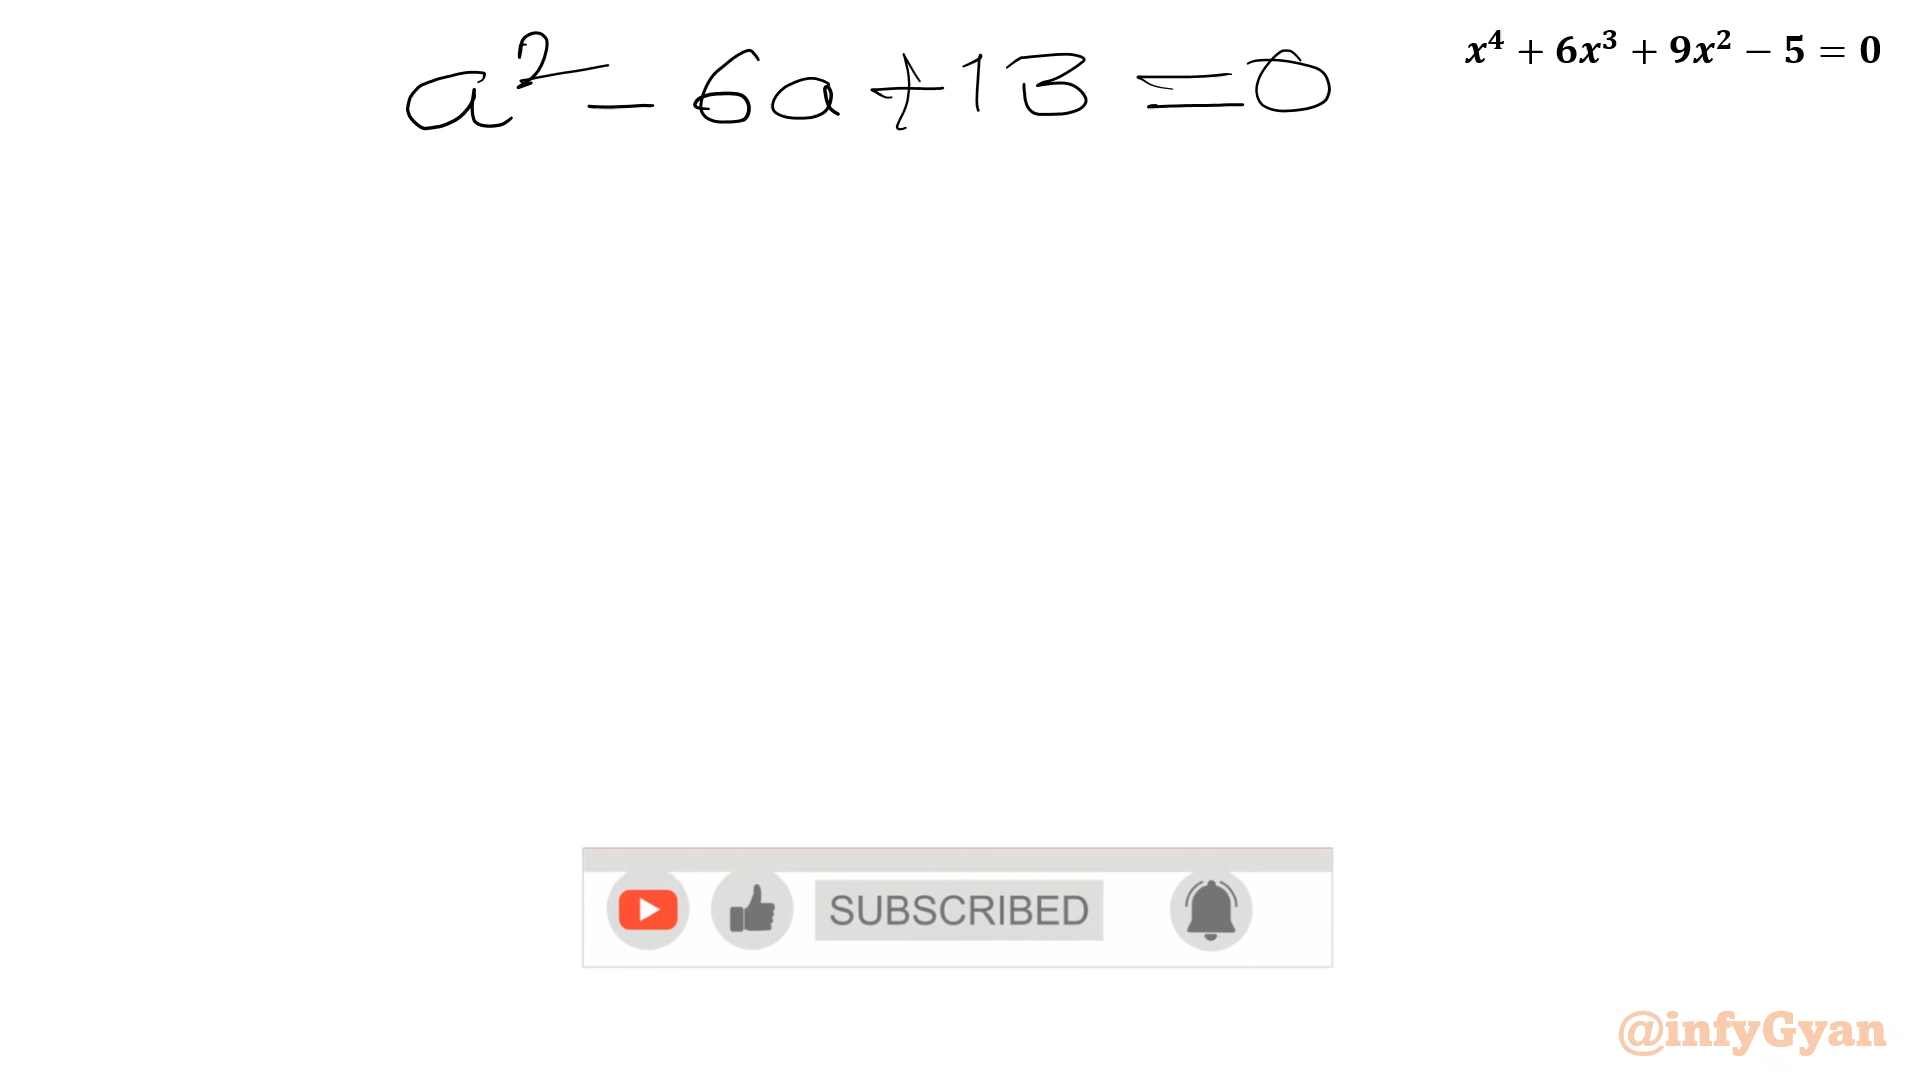 a² - 6a + 13 = 0
x⁴ + 6x³ + 9x² − 5 = 0
SUBSCRIBED
@infyGyan